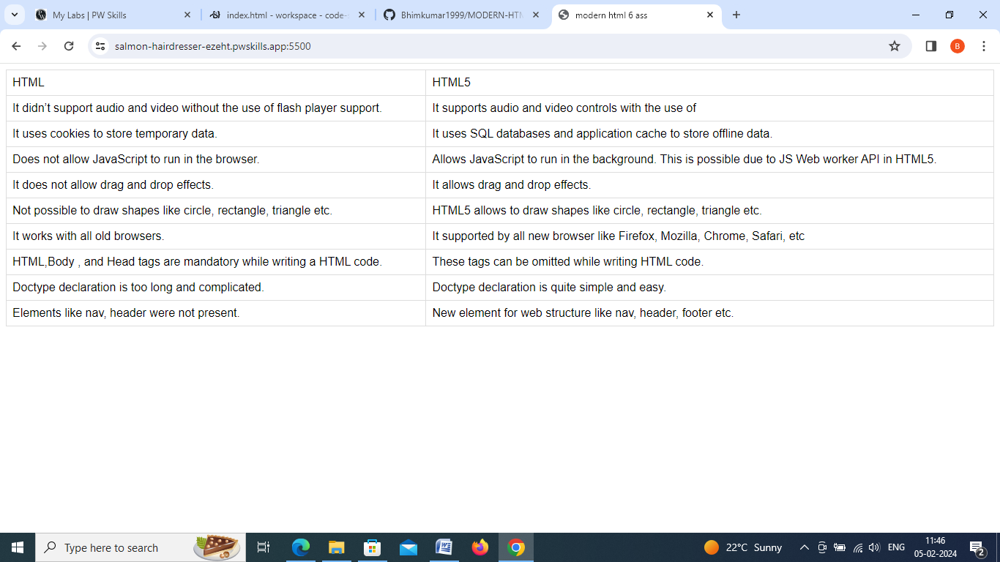 My Labs | PW Skills
index.html - workspace - code-s
Bhimkumar1999/MODERN-HTM
modern html 6 ass
salmon-hairdresser-ezeht.pwskills.app:5500
B
HTML HTML5
It didn’t support audio and video without the use of flash player support. It supports audio and video controls with the use of
It uses cookies to store temporary data. It uses SQL databases and application cache to store offline data.
Does not allow JavaScript to run in the browser. Allows JavaScript to run in the background. This is possible due to JS Web worker API in HTML5.
It does not allow drag and drop effects. It allows drag and drop effects.
Not possible to draw shapes like circle, rectangle, triangle etc. HTML5 allows to draw shapes like circle, rectangle, triangle etc.
It works with all old browsers. It supported by all new browser like Firefox, Mozilla, Chrome, Safari, etc
HTML,Body , and Head tags are mandatory while writing a HTML code. These tags can be omitted while writing HTML code.
Doctype declaration is too long and complicated. Doctype declaration is quite simple and easy.
Elements like nav, header were not present. New element for web structure like nav, header, footer etc.
Type here to search
22°C Sunny
ENG
11:46
05-02-2024
2